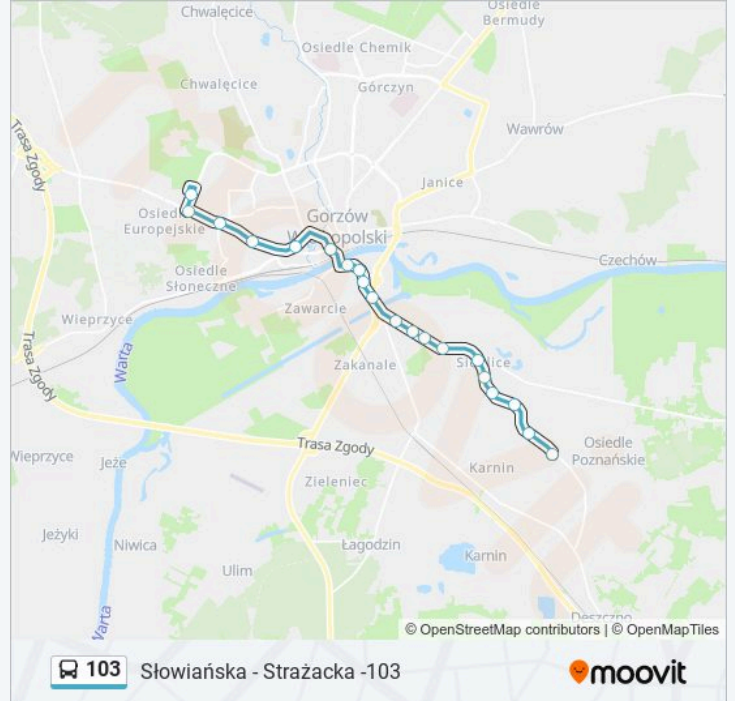 Chwalęcice
Osiedle
Bermudy
Osiedle Chemik
Chwalęcice
Górczyn
Trasa Zgody
Wawrów
Janice
Osiedle
Europejskie
Gorzów
Wielkopolski
Osiedle
Słoneczne
Czechów
Zawarcie
Wieprzyce
Warta
Trasa Zgody
Zakanale
Siedlice
Trasa Zgody
Osiedle
Poznańskie
Wieprzyce
Jeże
Karnin
Zieleniec
Jeżyki
Niwica
Łagodzin
Karnin
Ulim
Warta
Deszczno
© OpenStreetMap contributors | © OpenMapTiles
103 Słowiańska - Strażacka -103
moovit